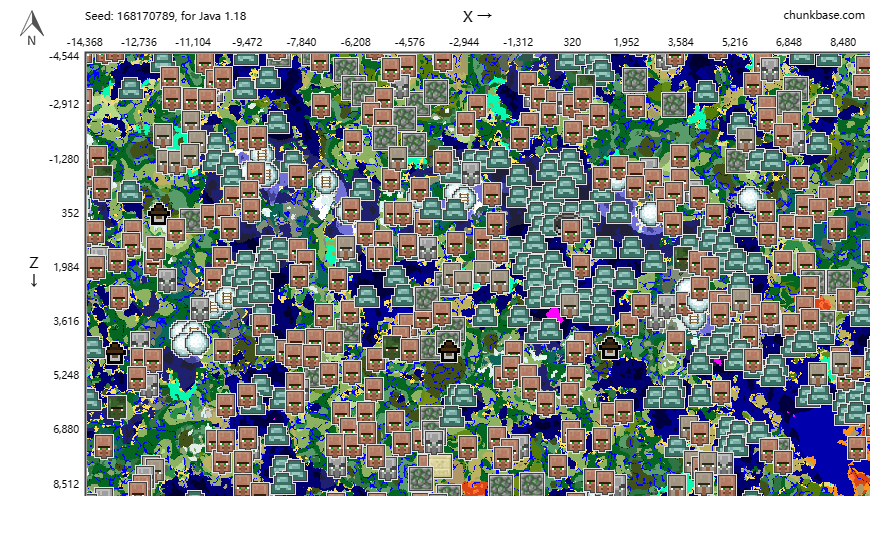 Seed: 168170789, for Java 1.18
X →
chunkbase.com
N
-14,368 -12,736 -11,104 -9,472 -7,840 -6,208 -4,576 -2,944 -1,312 320 1,952 3,584 5,216 6,848 8,480
-4,544
-2,912
-1,280
352
Z
↓
1,984
3,616
5,248
6,880
8,512